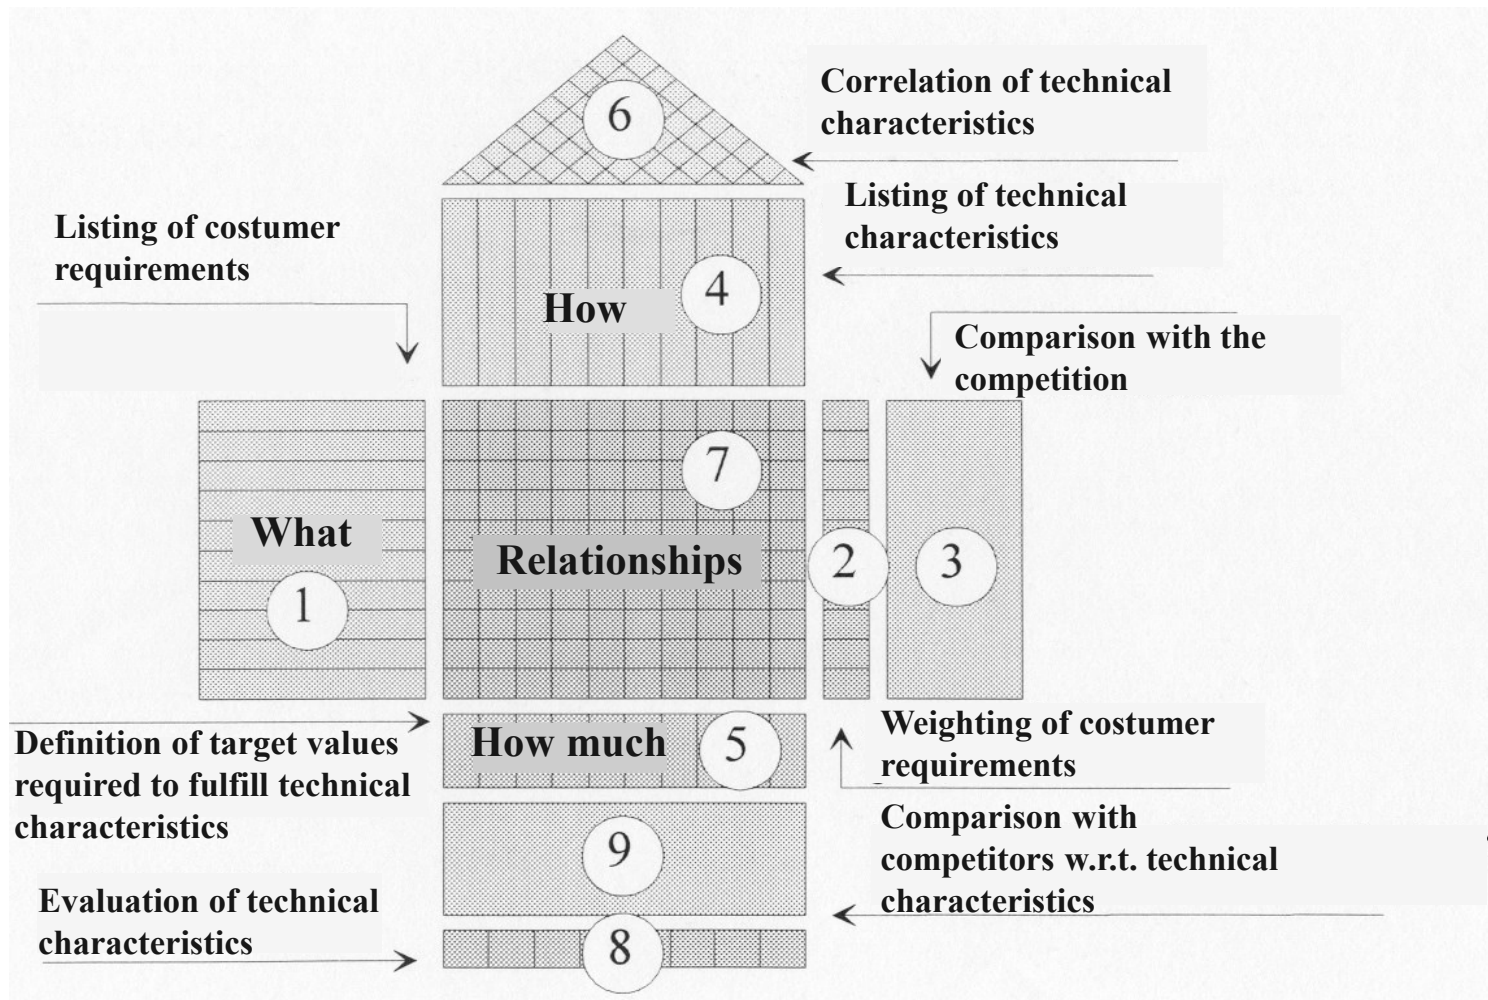 6
Correlation of technical
characteristics
Listing of technical
characteristics
Listing of costumer
requirements
How
4
Comparison with the
competition
7
What
Relationships
2
3
1
Definition of target values
required to fulfill technical
characteristics
How much
5
Weighting of costumer
requirements
9
Comparison with
competitors w.r.t. technical
characteristics
Evaluation of technical
characteristics
8